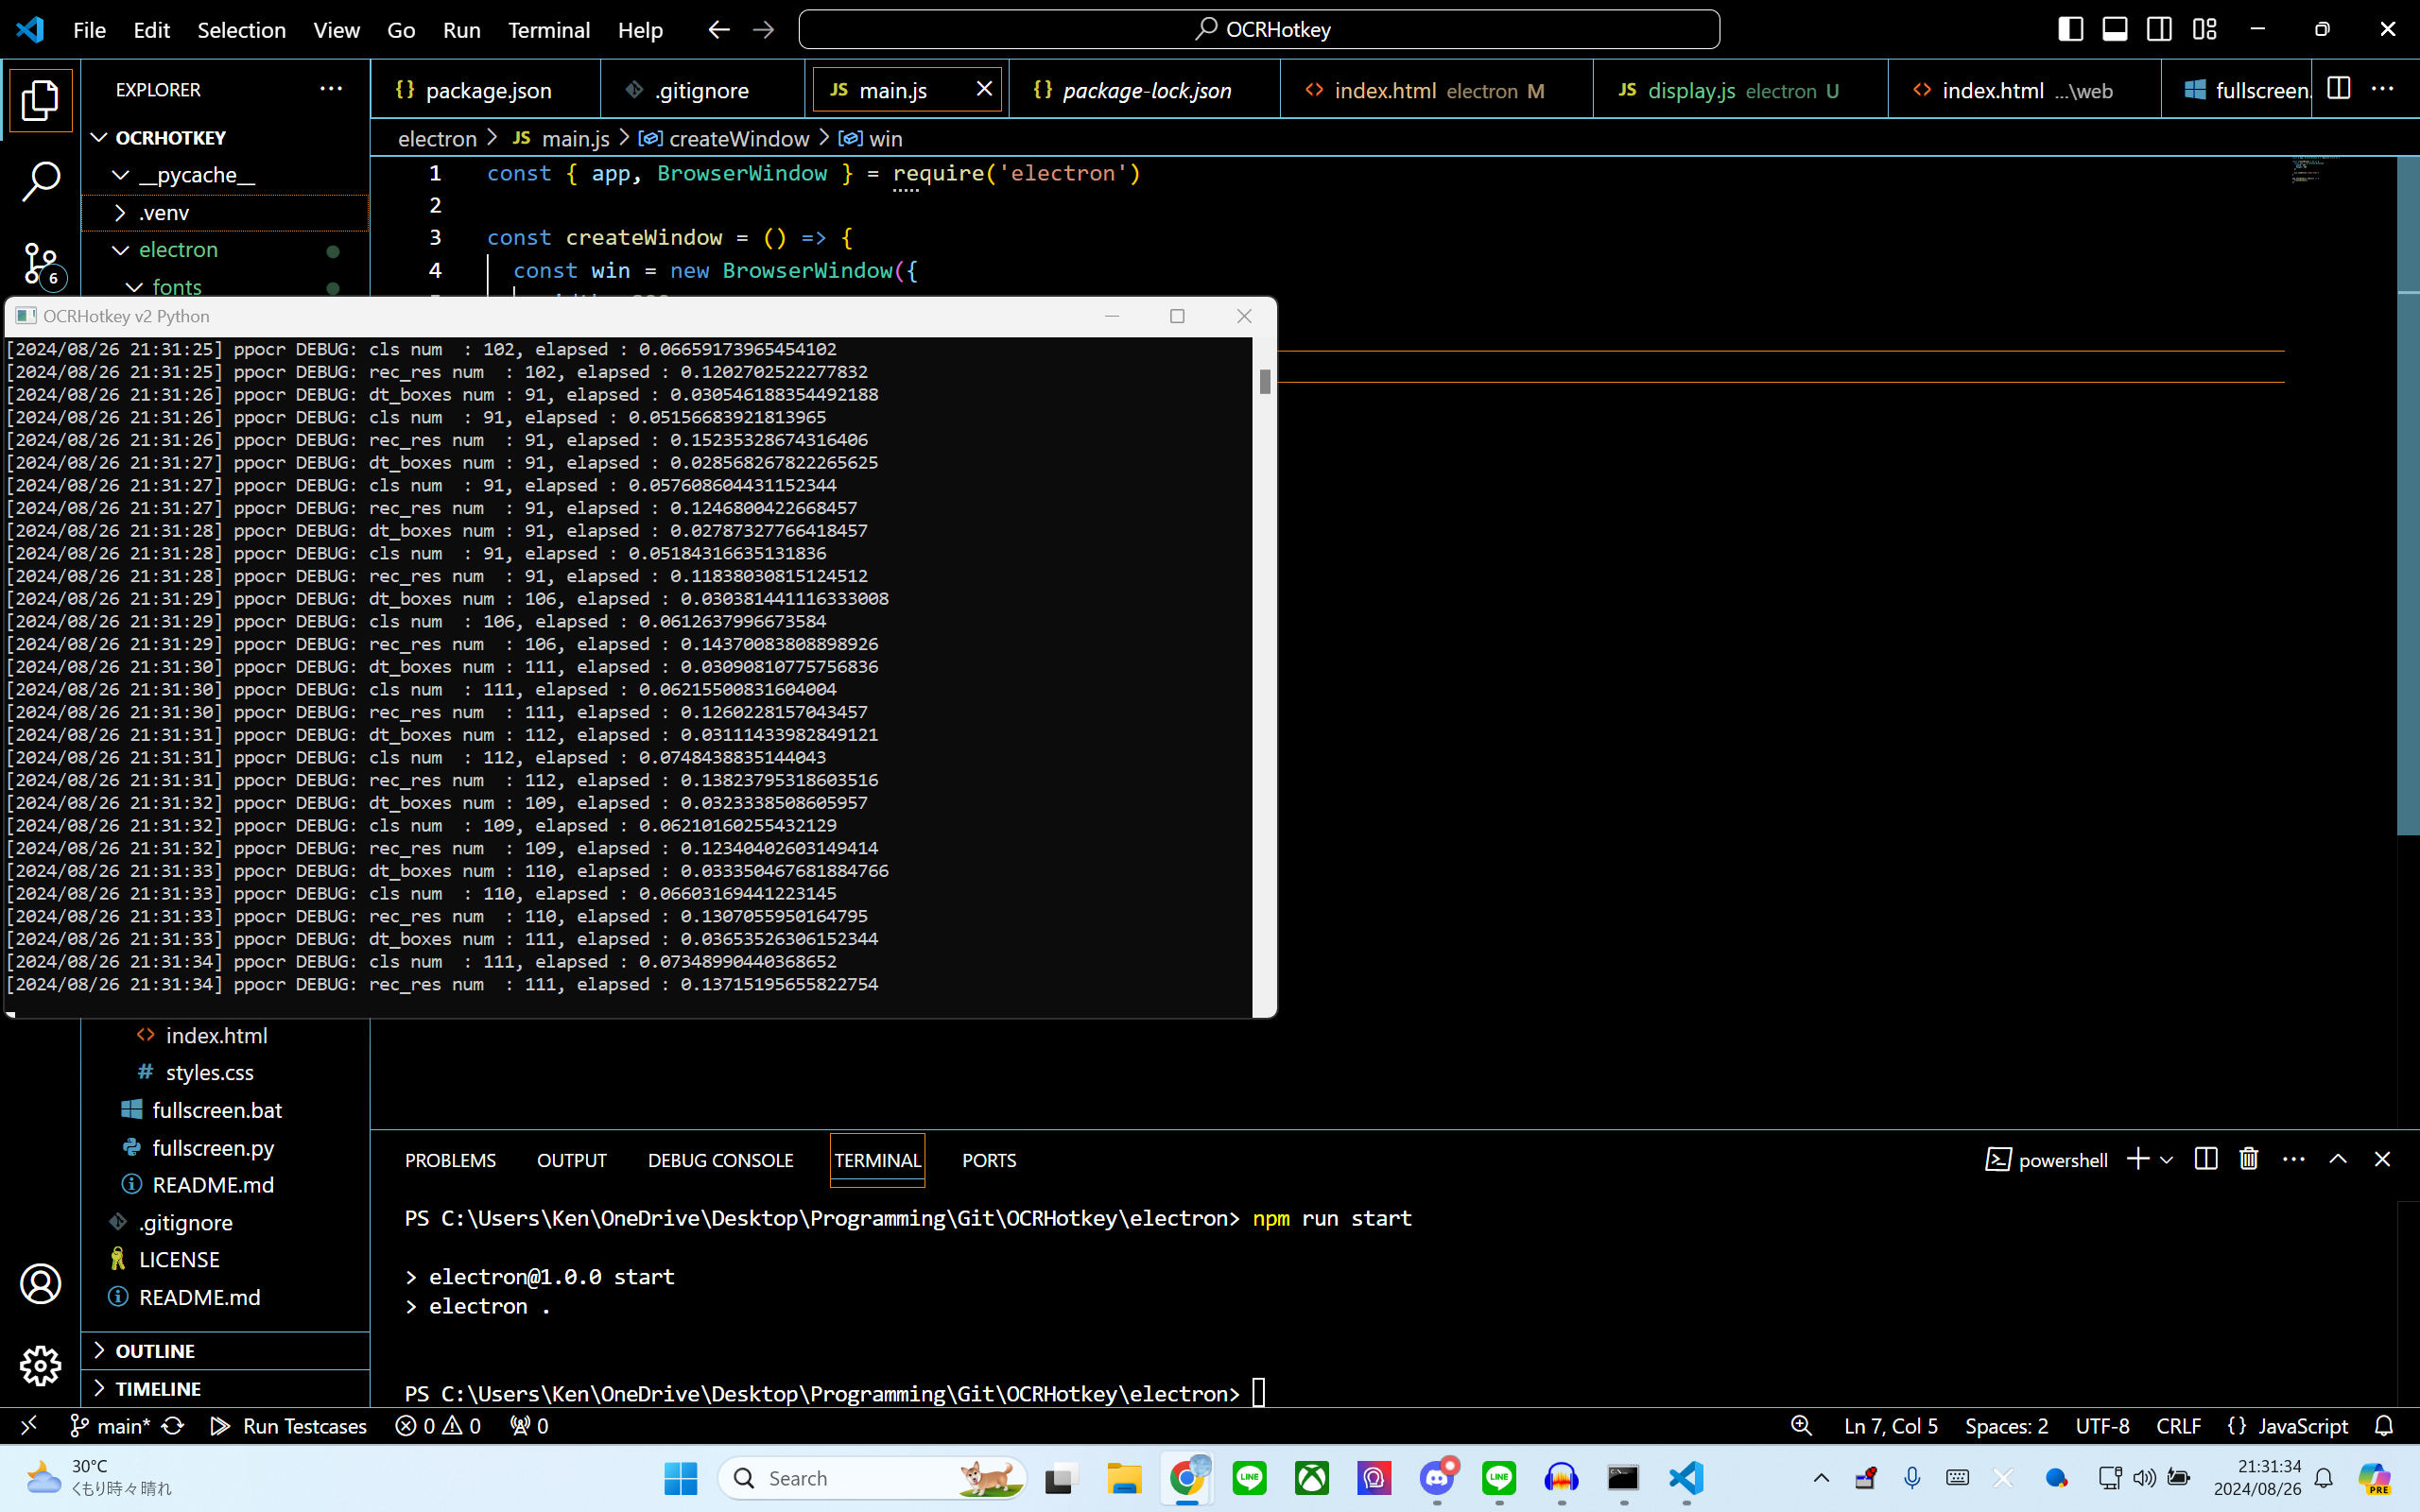 File Edit Selection View Go Run Terminal Help
OCRHotkey
EXPLORER
package.json
.gitignore
JS main.js
package-lock.json
index.html electron M
JS display.js electron U
index.html ...\web
fullscreen.
OCRHOTKEY
electron > JS main.js > createWindow > win
__pycache__
.venv
electron
fonts
6
1 const { app, BrowserWindow } = require('electron')
2
3 const createWindow = () => {
4 const win = new BrowserWindow({
OCRHotkey v2 Python
[2024/08/26 21:31:25] ppocr DEBUG: cls num  : 102, elapsed : 0.06659173965454102
[2024/08/26 21:31:25] ppocr DEBUG: rec_res num  : 102, elapsed : 0.1202702522277832
[2024/08/26 21:31:26] ppocr DEBUG: dt_boxes num : 91, elapsed : 0.030546188354492188
[2024/08/26 21:31:26] ppocr DEBUG: cls num  : 91, elapsed : 0.05156683921813965
[2024/08/26 21:31:26] ppocr DEBUG: rec_res num  : 91, elapsed : 0.15235328674316406
[2024/08/26 21:31:27] ppocr DEBUG: dt_boxes num : 91, elapsed : 0.028568267822265625
[2024/08/26 21:31:27] ppocr DEBUG: cls num  : 91, elapsed : 0.057608604431152344
[2024/08/26 21:31:27] ppocr DEBUG: rec_res num  : 91, elapsed : 0.1246800422668457
[2024/08/26 21:31:28] ppocr DEBUG: dt_boxes num : 91, elapsed : 0.02787327766418457
[2024/08/26 21:31:28] ppocr DEBUG: cls num  : 91, elapsed : 0.05184316635131836
[2024/08/26 21:31:28] ppocr DEBUG: rec_res num  : 91, elapsed : 0.11838030815124512
[2024/08/26 21:31:29] ppocr DEBUG: dt_boxes num : 106, elapsed : 0.030381441116333008
[2024/08/26 21:31:29] ppocr DEBUG: cls num  : 106, elapsed : 0.0612637996673584
[2024/08/26 21:31:29] ppocr DEBUG: rec_res num  : 106, elapsed : 0.14370083808898926
[2024/08/26 21:31:30] ppocr DEBUG: dt_boxes num : 111, elapsed : 0.03090810775756836
[2024/08/26 21:31:30] ppocr DEBUG: cls num  : 111, elapsed : 0.06215500831604004
[2024/08/26 21:31:30] ppocr DEBUG: rec_res num  : 111, elapsed : 0.1260228157043457
[2024/08/26 21:31:31] ppocr DEBUG: dt_boxes num : 112, elapsed : 0.03111433982849121
[2024/08/26 21:31:31] ppocr DEBUG: cls num  : 112, elapsed : 0.0748438835144043
[2024/08/26 21:31:31] ppocr DEBUG: rec_res num  : 112, elapsed : 0.13823795318603516
[2024/08/26 21:31:32] ppocr DEBUG: dt_boxes num : 109, elapsed : 0.0323338508605957
[2024/08/26 21:31:32] ppocr DEBUG: cls num  : 109, elapsed : 0.06210160255432129
[2024/08/26 21:31:32] ppocr DEBUG: rec_res num  : 109, elapsed : 0.12340402603149414
[2024/08/26 21:31:33] ppocr DEBUG: dt_boxes num : 110, elapsed : 0.033350467681884766
[2024/08/26 21:31:33] ppocr DEBUG: cls num  : 110, elapsed : 0.06603169441223145
[2024/08/26 21:31:33] ppocr DEBUG: rec_res num  : 110, elapsed : 0.1307055950164795
[2024/08/26 21:31:33] ppocr DEBUG: dt_boxes num : 111, elapsed : 0.03653526306152344
[2024/08/26 21:31:34] ppocr DEBUG: cls num  : 111, elapsed : 0.07348990440368652
[2024/08/26 21:31:34] ppocr DEBUG: rec_res num  : 111, elapsed : 0.13715195655822754
index.html
styles.css
fullscreen.bat
fullscreen.py
README.md
.gitignore
LICENSE
README.md
OUTLINE
TIMELINE
PROBLEMS OUTPUT DEBUG CONSOLE TERMINAL PORTS
powershell
PS C:\Users\Ken\OneDrive\Desktop\Programming\Git\OCRHotkey\electron> npm run start
> electron@1.0.0 start
> electron .
PS C:\Users\Ken\OneDrive\Desktop\Programming\Git\OCRHotkey\electron>
main* Run Testcases 0 0 0
Ln 7, Col 5 Spaces: 2 UTF-8 CRLF {} JavaScript
30°C
くもり時々晴れ
Search
LINE
LINE
21:31:34
2024/08/26
PRE